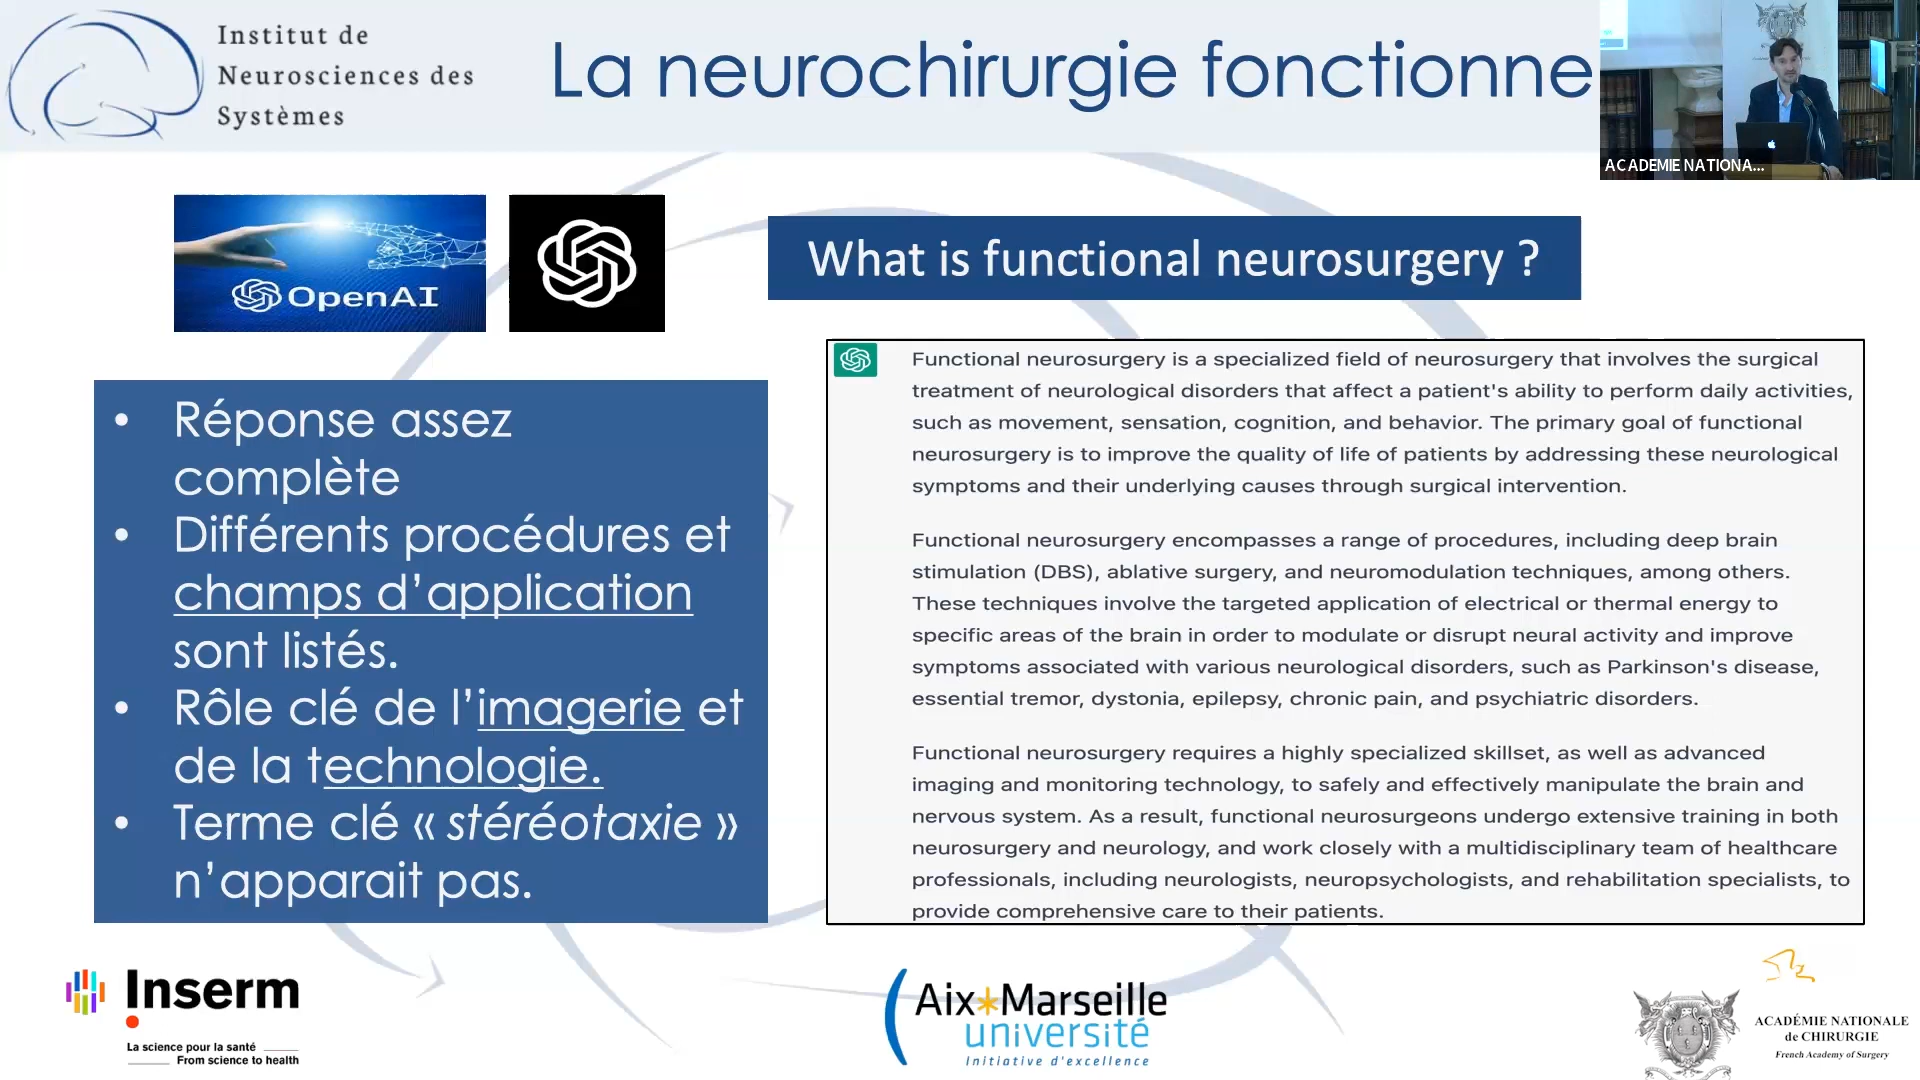 Institut de
Neurosciences des
Systèmes
La neurochirurgie fonctionne
ACADEMIE NATIONA...
OpenAI
What is functional neurosurgery ?
• Réponse assez
complète
• Différents procédures et
champs d’application
sont listés.
• Rôle clé de l’imagerie et
de la technologie.
• Terme clé « stéréotaxie »
n’apparait pas.
Functional neurosurgery is a specialized field of neurosurgery that involves the surgical
treatment of neurological disorders that affect a patient's ability to perform daily activities,
such as movement, sensation, cognition, and behavior. The primary goal of functional
neurosurgery is to improve the quality of life of patients by addressing these neurological
symptoms and their underlying causes through surgical intervention.
Functional neurosurgery encompasses a range of procedures, including deep brain
stimulation (DBS), ablative surgery, and neuromodulation techniques, among others.
These techniques involve the targeted application of electrical or thermal energy to
specific areas of the brain in order to modulate or disrupt neural activity and improve
symptoms associated with various neurological disorders, such as Parkinson's disease,
essential tremor, dystonia, epilepsy, chronic pain, and psychiatric disorders.
Functional neurosurgery requires a highly specialized skillset, as well as advanced
imaging and monitoring technology, to safely and effectively manipulate the brain and
nervous system. As a result, functional neurosurgeons undergo extensive training in both
neurosurgery and neurology, and work closely with a multidisciplinary team of healthcare
professionals, including neurologists, neuropsychologists, and rehabilitation specialists, to
provide comprehensive care to their patients.
Inserm
La science pour la santé
From science to health
Aix*Marseille
université
Initiative d'excellence
ACADÉMIE NATIONALE
de CHIRURGIE
French Academy of Surgery